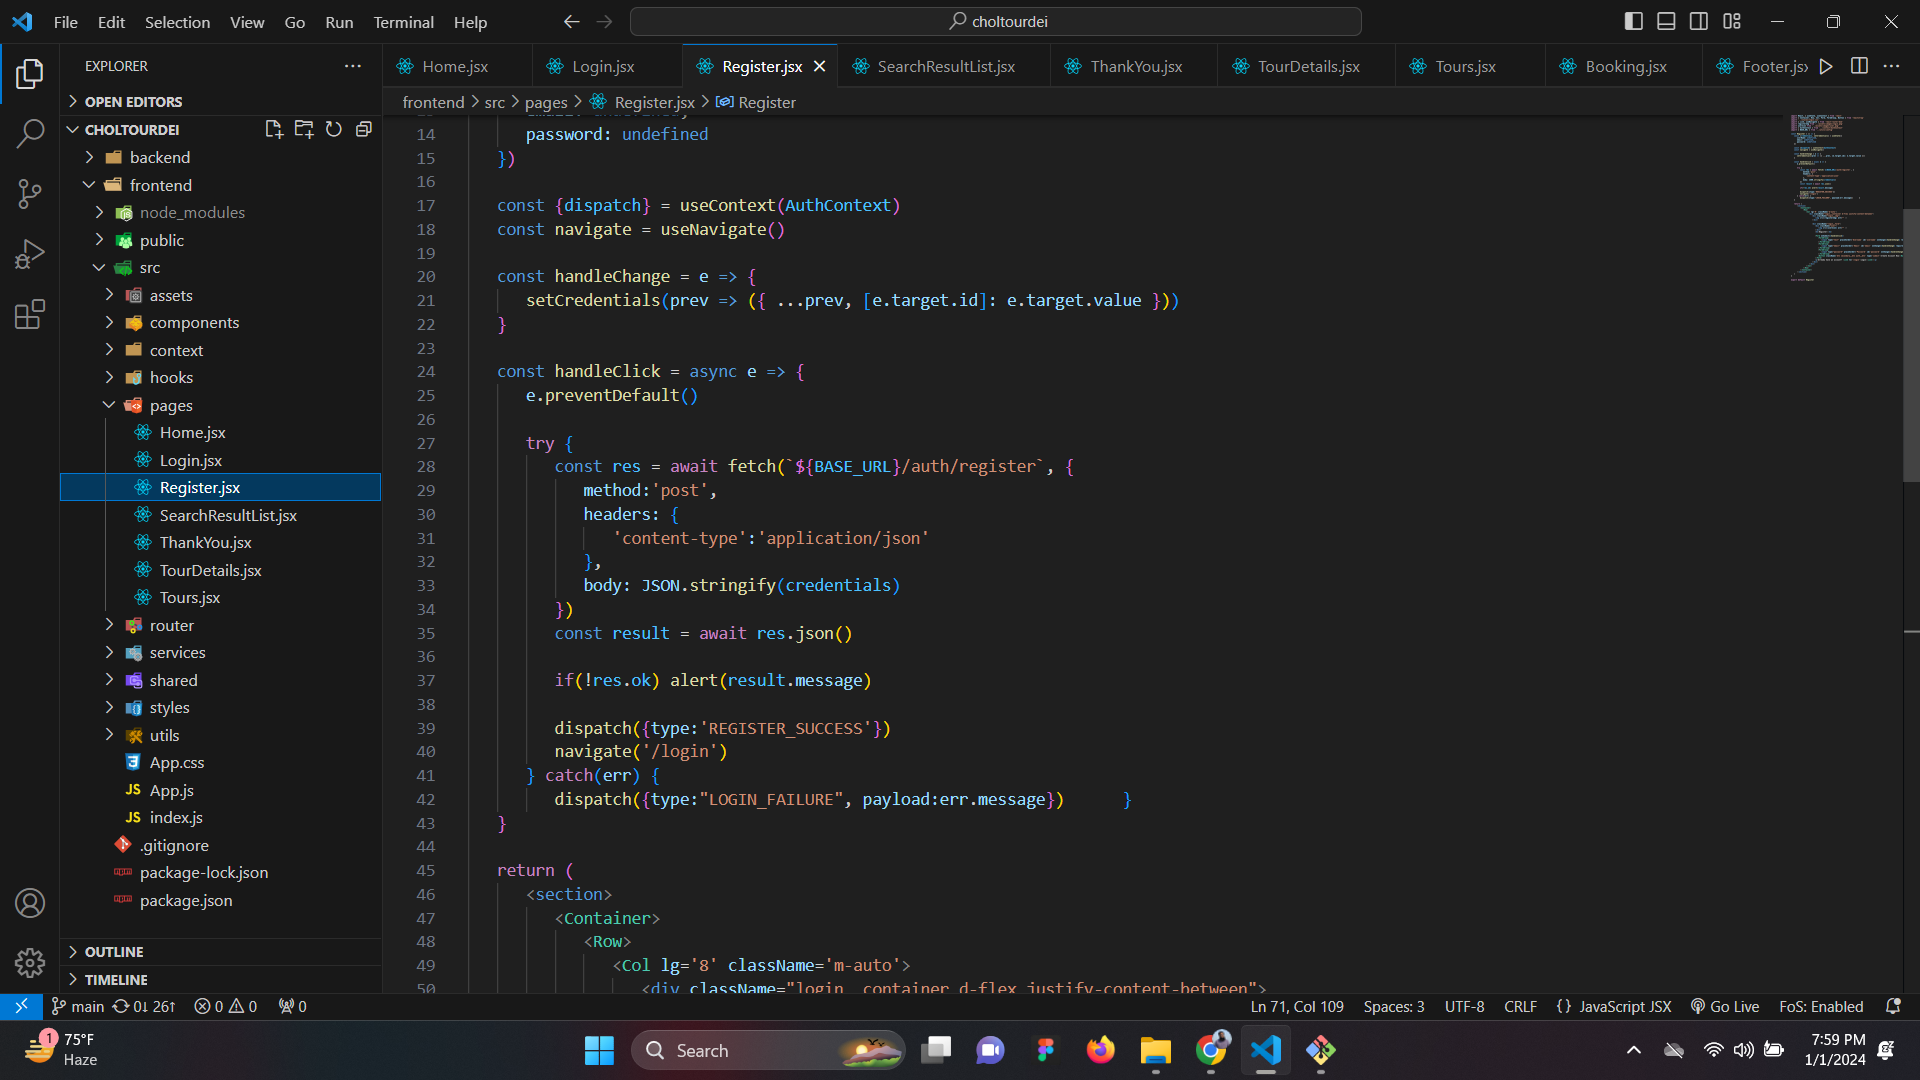 File Edit Selection View Go Run Terminal Help
choltourdei
EXPLORER
Home.jsx
Login.jsx
Register.jsx
SearchResultList.jsx
ThankYou.jsx
TourDetails.jsx
Tours.jsx
Booking.jsx
Footer.jsx
OPEN EDITORS
frontend > src > pages > Register.jsx > Register
CHOLTOURDEI
backend
frontend
node_modules
public
src
assets
components
context
hooks
pages
Home.jsx
Login.jsx
Register.jsx
SearchResultList.jsx
ThankYou.jsx
TourDetails.jsx
Tours.jsx
router
services
shared
styles
utils
App.css
JS App.js
JS index.js
.gitignore
package-lock.json
package.json
OUTLINE
TIMELINE
14 password: undefined
15 })
16
17 const {dispatch} = useContext(AuthContext)
18 const navigate = useNavigate()
19
20 const handleChange = e => {
21 setCredentials(prev => ({ ...prev, [e.target.id]: e.target.value }))
22 }
23
24 const handleClick = async e => {
25 e.preventDefault()
26
27 try {
28 const res = await fetch(`${BASE_URL}/auth/register`, {
29 method:'post',
30 headers: {
31 'content-type':'application/json'
32 },
33 body: JSON.stringify(credentials)
34 })
35 const result = await res.json()
36
37 if(!res.ok) alert(result.message)
38
39 dispatch({type:'REGISTER_SUCCESS'})
40 navigate('/login')
41 } catch(err) {
42 dispatch({type:"LOGIN_FAILURE", payload:err.message}) }
43 }
44
45 return (
46 <section>
47 <Container>
48 <Row>
49 <Col lg='8' className='m-auto'>
50 <div className="login__container d-flex justify-content-between">
main 0↓ 26↑ 0 0 0
Ln 71, Col 109 Spaces: 3 UTF-8 CRLF {} JavaScript JSX Go Live FoS: Enabled
1
75°F
Haze
Search
7:59 PM
1/1/2024